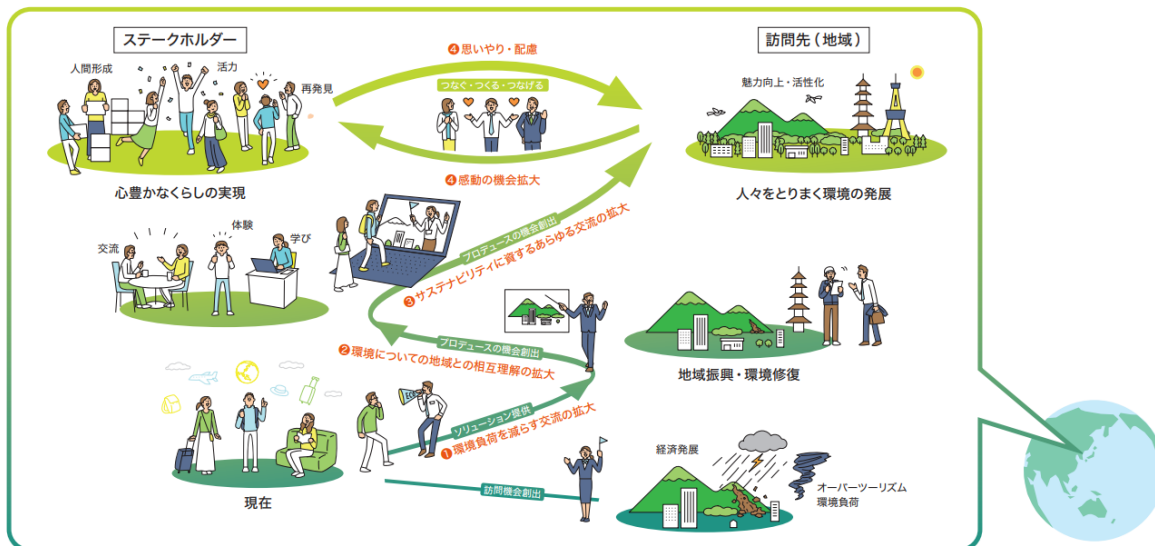 ステークホルダー
人間形成
活力
再発見
心豊かなくらしの実現
❹思いやり・配慮
つなぐ・つくる・つなげる
❹感動の機会拡大
訪問先(地域)
魅力向上・活性化
人々をとりまく環境の発展
交流
体験
学び
プロデュースの機会創出
❸サステナビリティに資するあらゆる交流の拡大
プロデュースの機会創出
❷環境についての地域との相互理解の拡大
地域振興・環境修復
現在
ECO
ソリューション提供
❶環境負荷を減らす交流の拡大
訪問機会創出
経済発展
オーバーツーリズム
環境負荷